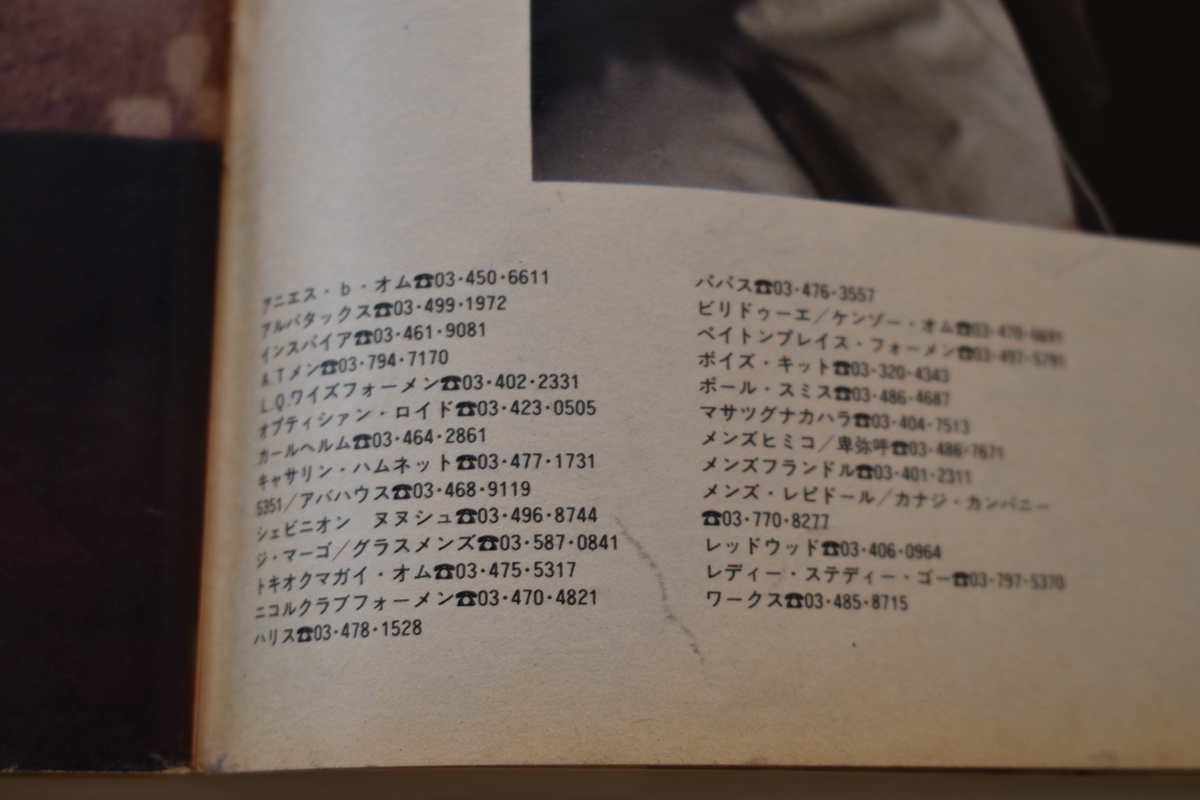 アニエス・b・オム☎03・450・6611
アルバタックス☎03・499・1972
インスパイア☎03・461・9081
A.Tメン☎03・794・7170
L.Q.ワイズフォーメン☎03・402・2331
オプティシァン・ロイド☎03・423・0505
カールヘルム☎03・464・2861
キャサリン・ハムネット☎03・477・1731
5351/アバハウス☎03・468・9119
シェビニオン　ヌヌシュ☎03・496・8744
ジ・マーゴ/グラスメンズ☎03・587・0841
トキオクマガイ・オム☎03・475・5317
ニコルクラブフォーメン☎03・470・4821
ハリス☎03・478・1528
パパス☎03・476・3557
ビリドゥーエ/ケンゾー・オム☎03・470・6691
ペイトンプレイス・フォーメン☎03・497・5791
ボイズ・キット☎03・320・4343
ポール・スミス☎03・486・4687
マサツグナカハラ☎03・404・7513
メンズヒミコ/卑弥呼☎03・486・7671
メンズフランドル☎03・401・2311
メンズ・レピドール/カナジ・カンパニー
☎03・770・8277
レッドウッド☎03・406・0964
レディー・ステディー・ゴー☎03・797・5370
ワークス☎03・485・8715